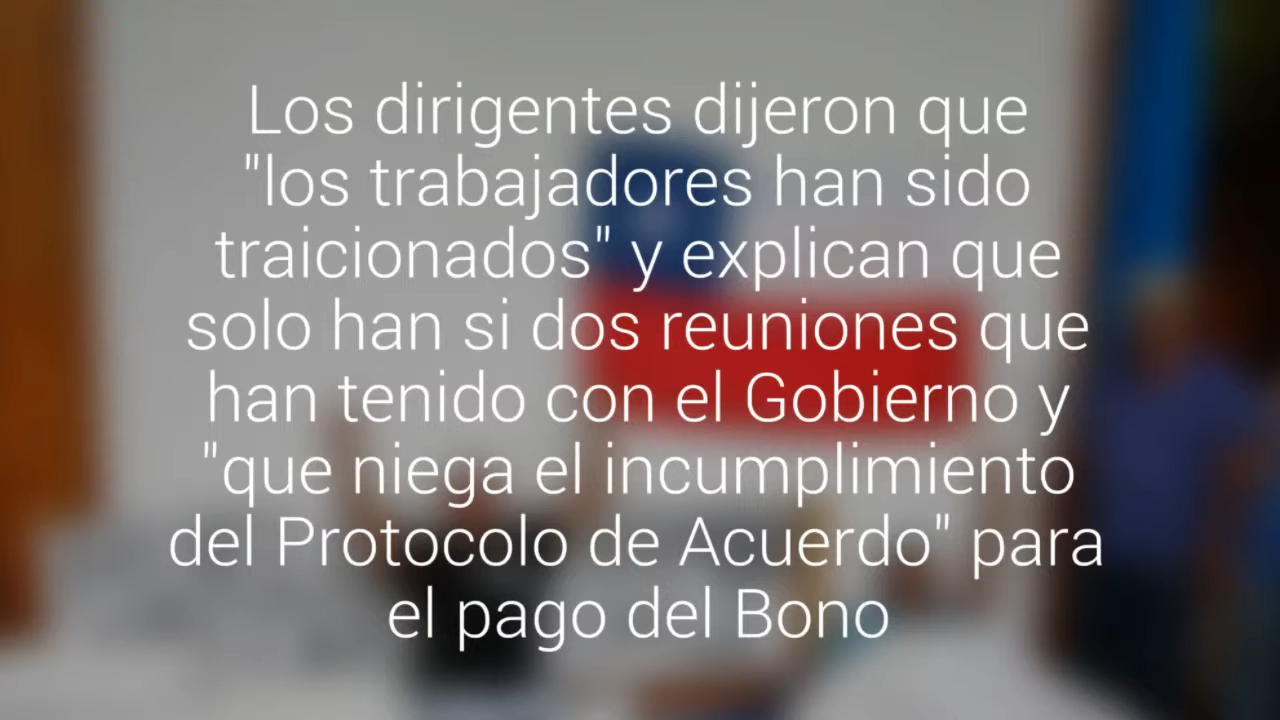 Los dirigentes dijeron que
"los trabajadores han sido
traicionados" y explican que
solo han si dos reuniones que
han tenido con el Gobierno y
"que niega el incumplimiento
del Protocolo de Acuerdo" para
el pago del Bono